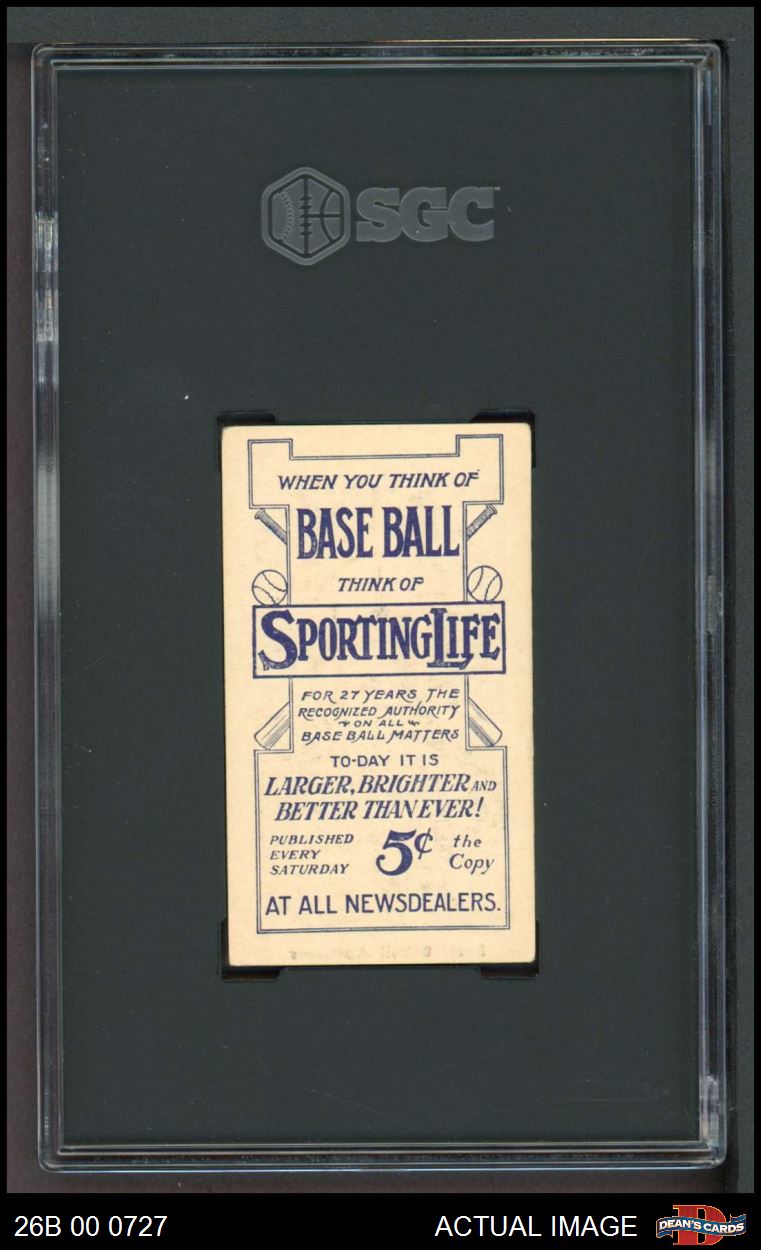 SGC
WHEN YOU THINK OF
BASE BALL
THINK OF
SPORTING LIFE
FOR 27 YEARS THE
RECOGNIZED AUTHORITY
ON ALL
BASE BALL MATTERS
TO-DAY IT IS
LARGER, BRIGHTER AND
BETTER THAN EVER!
PUBLISHED
EVERY
SATURDAY
5¢
the
Copy
AT ALL NEWSDEALERS.
26B 00 0727
ACTUAL IMAGE
DEAN'S CARDS